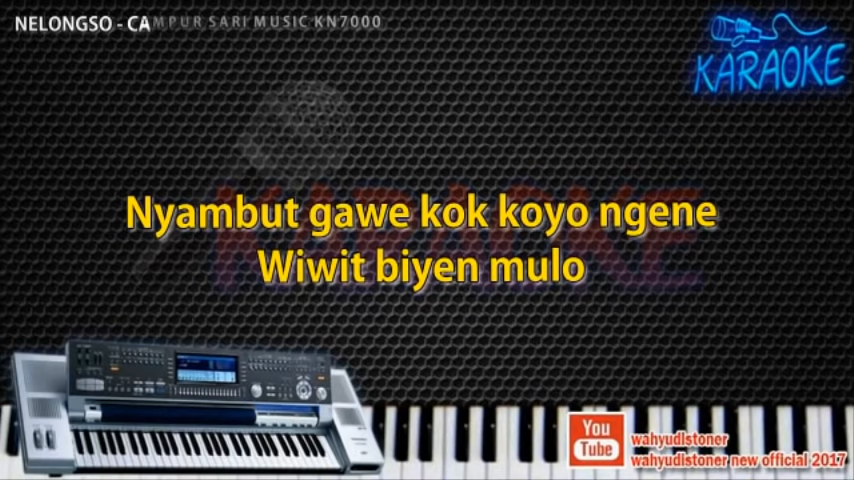 NELONGSO - CAMPUR SARI MUSIC KN7000
KARAOKE
KARAOKE
Nyambut gawe kok koyo ngene
Wiwit biyen mulo
You
Tube
wahyudistoner
wahyudistoner new official 2017